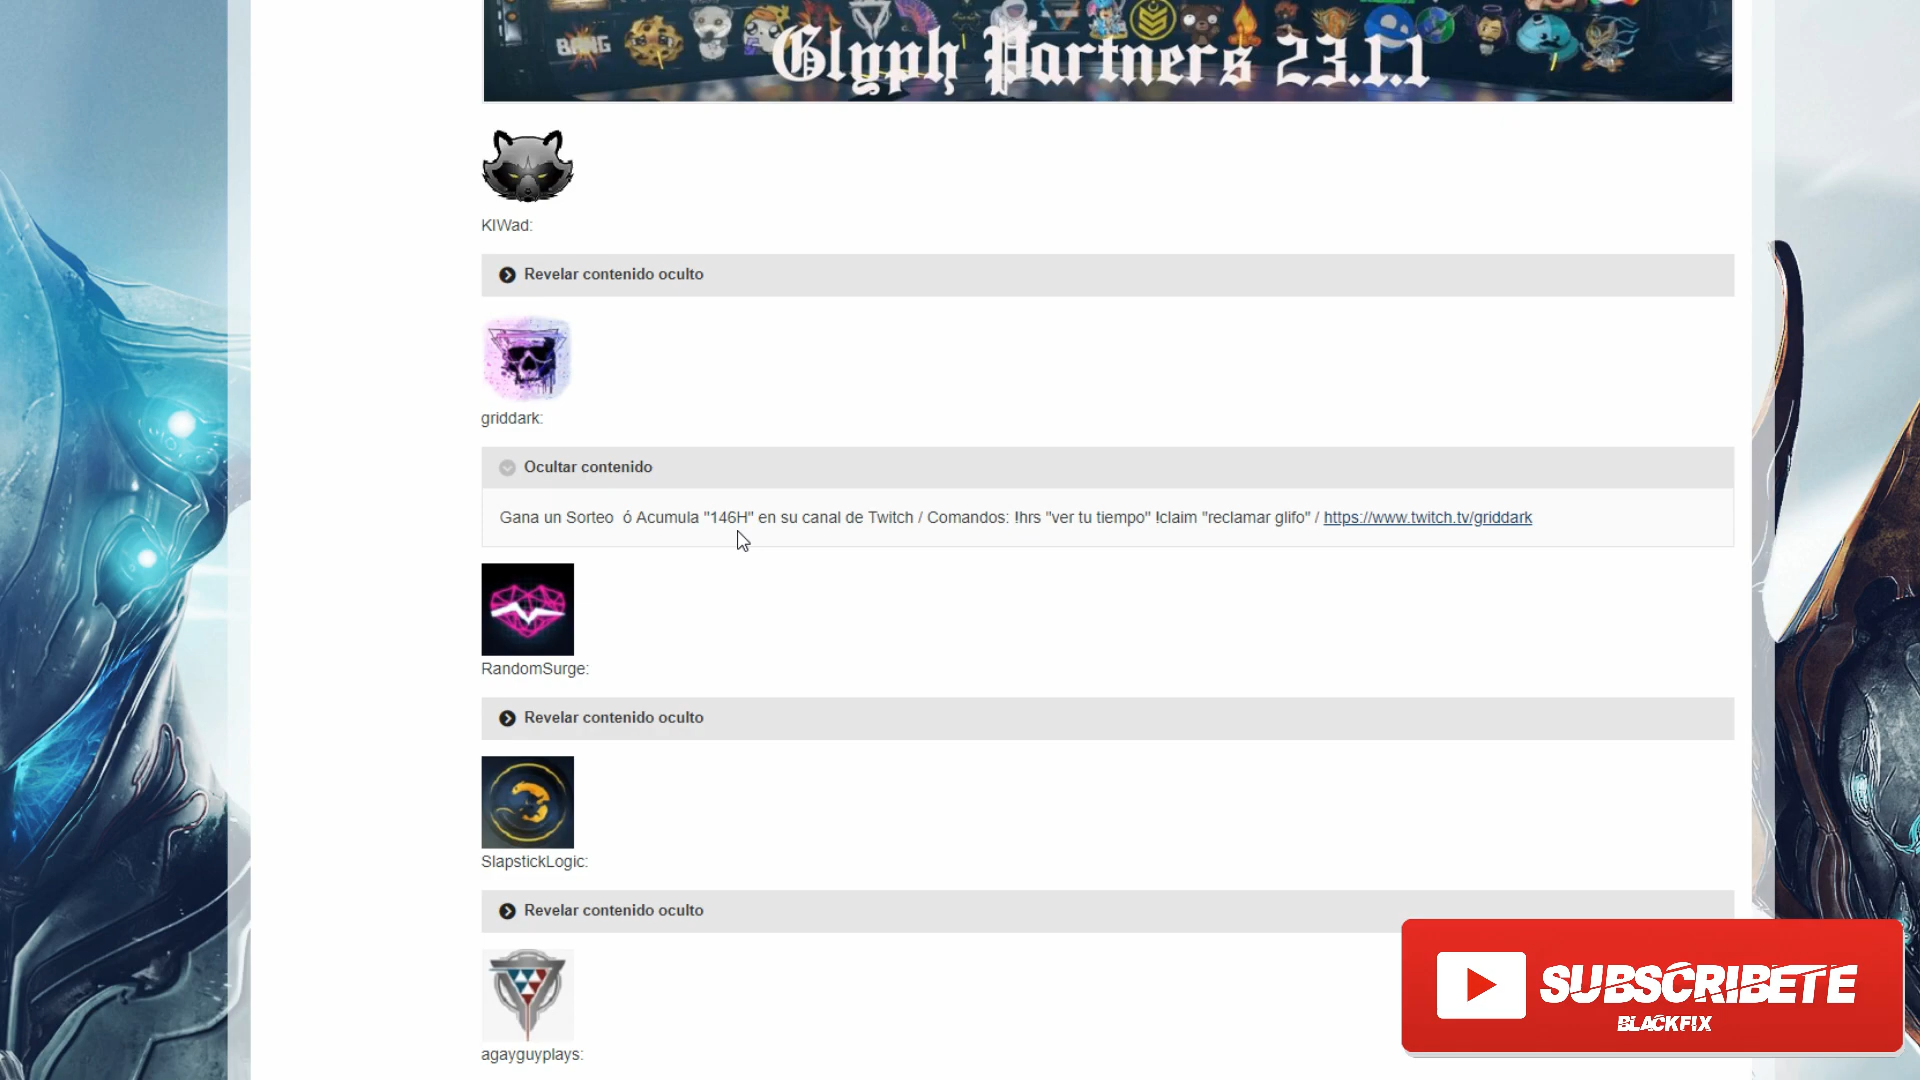 BANG
Glyph Partners 23.1.1
KIWad:
Revelar contenido oculto
griddark:
Ocultar contenido
Gana un Sorteo  ó Acumula "146H" en su canal de Twitch / Comandos: !hrs "ver tu tiempo" !claim "reclamar glifo" / https://www.twitch.tv/griddark
RandomSurge:
Revelar contenido oculto
SlapstickLogic:
Revelar contenido oculto
agayguyplays:
SUBSCRIBETE
BLACKFIX